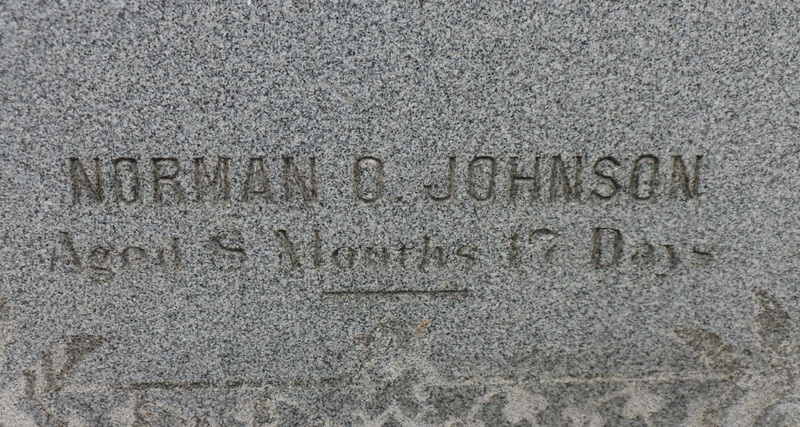 NORMAN O. JOHNSON
Aged 8 Months 17 Days